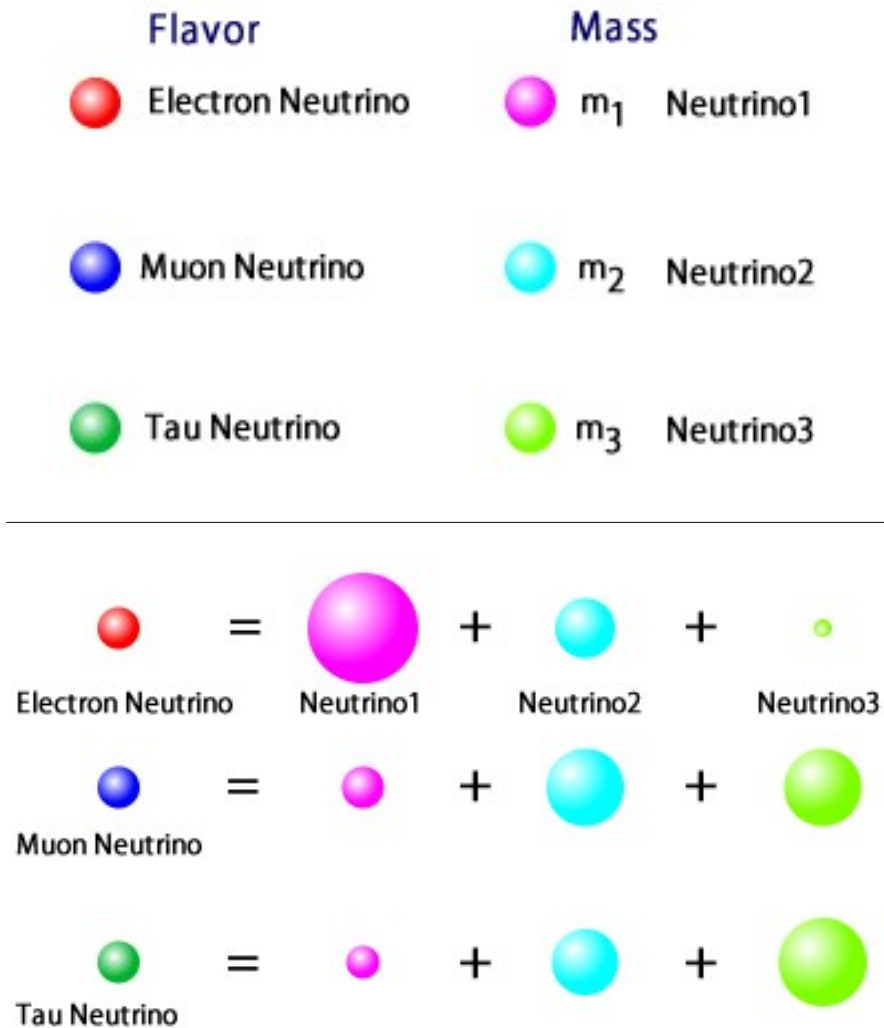 Flavor Mass
Electron Neutrino m1 Neutrino1
Muon Neutrino m2 Neutrino2
Tau Neutrino m3 Neutrino3
= + +
Electron Neutrino Neutrino1 Neutrino2 Neutrino3
= + +
Muon Neutrino
= + +
Tau Neutrino